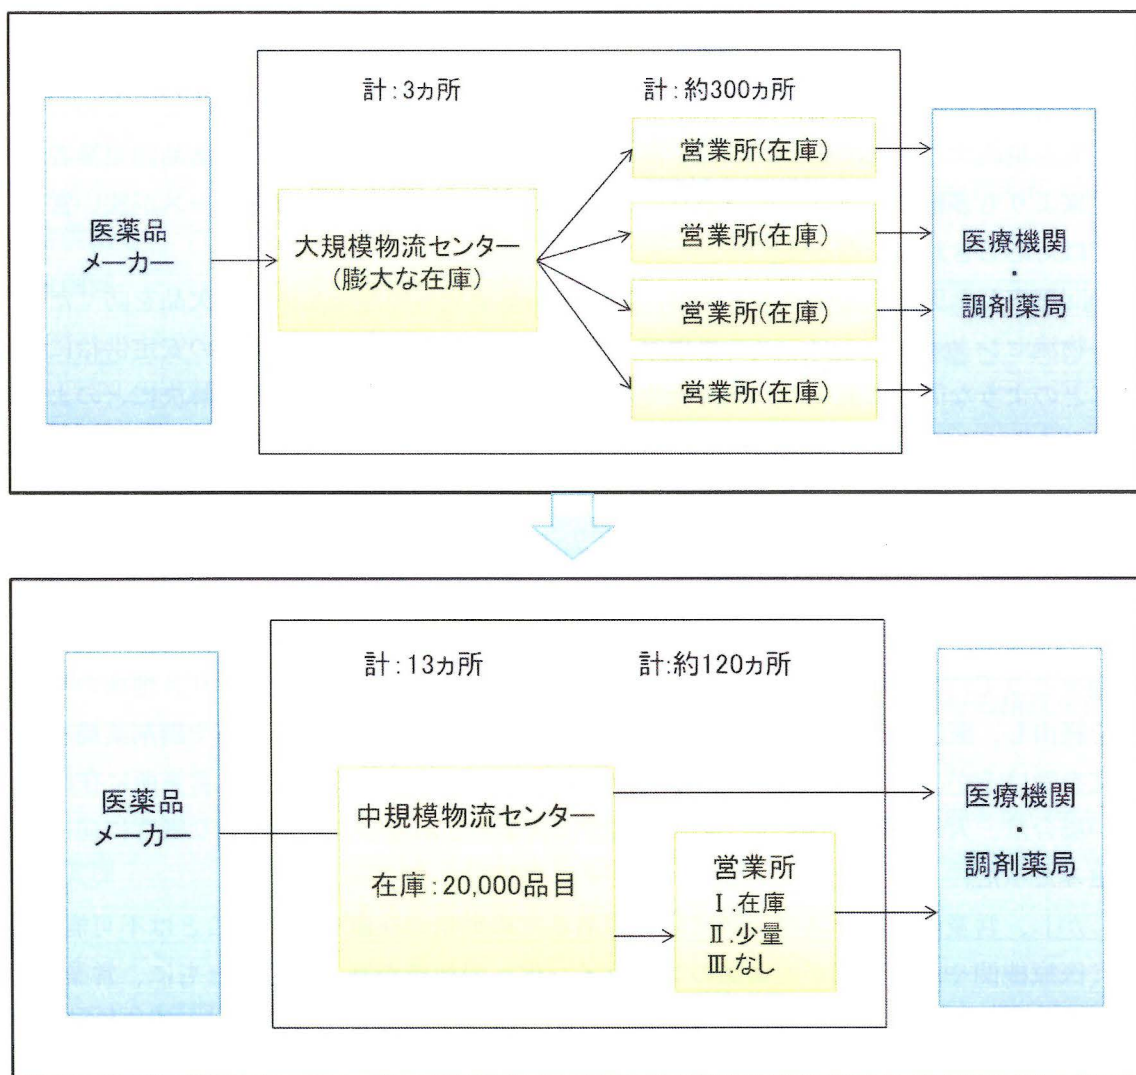 計：3ヵ所
計：約300ヵ所
医薬品
メーカー
大規模物流センター
(膨大な在庫)
営業所(在庫)
営業所(在庫)
営業所(在庫)
営業所(在庫)
医療機関
・
調剤薬局
計：13ヵ所
計：約120ヵ所
医薬品
メーカー
中規模物流センター
在庫：20,000品目
営業所
Ⅰ.在庫
Ⅱ.少量
Ⅲ.なし
医療機関
・
調剤薬局